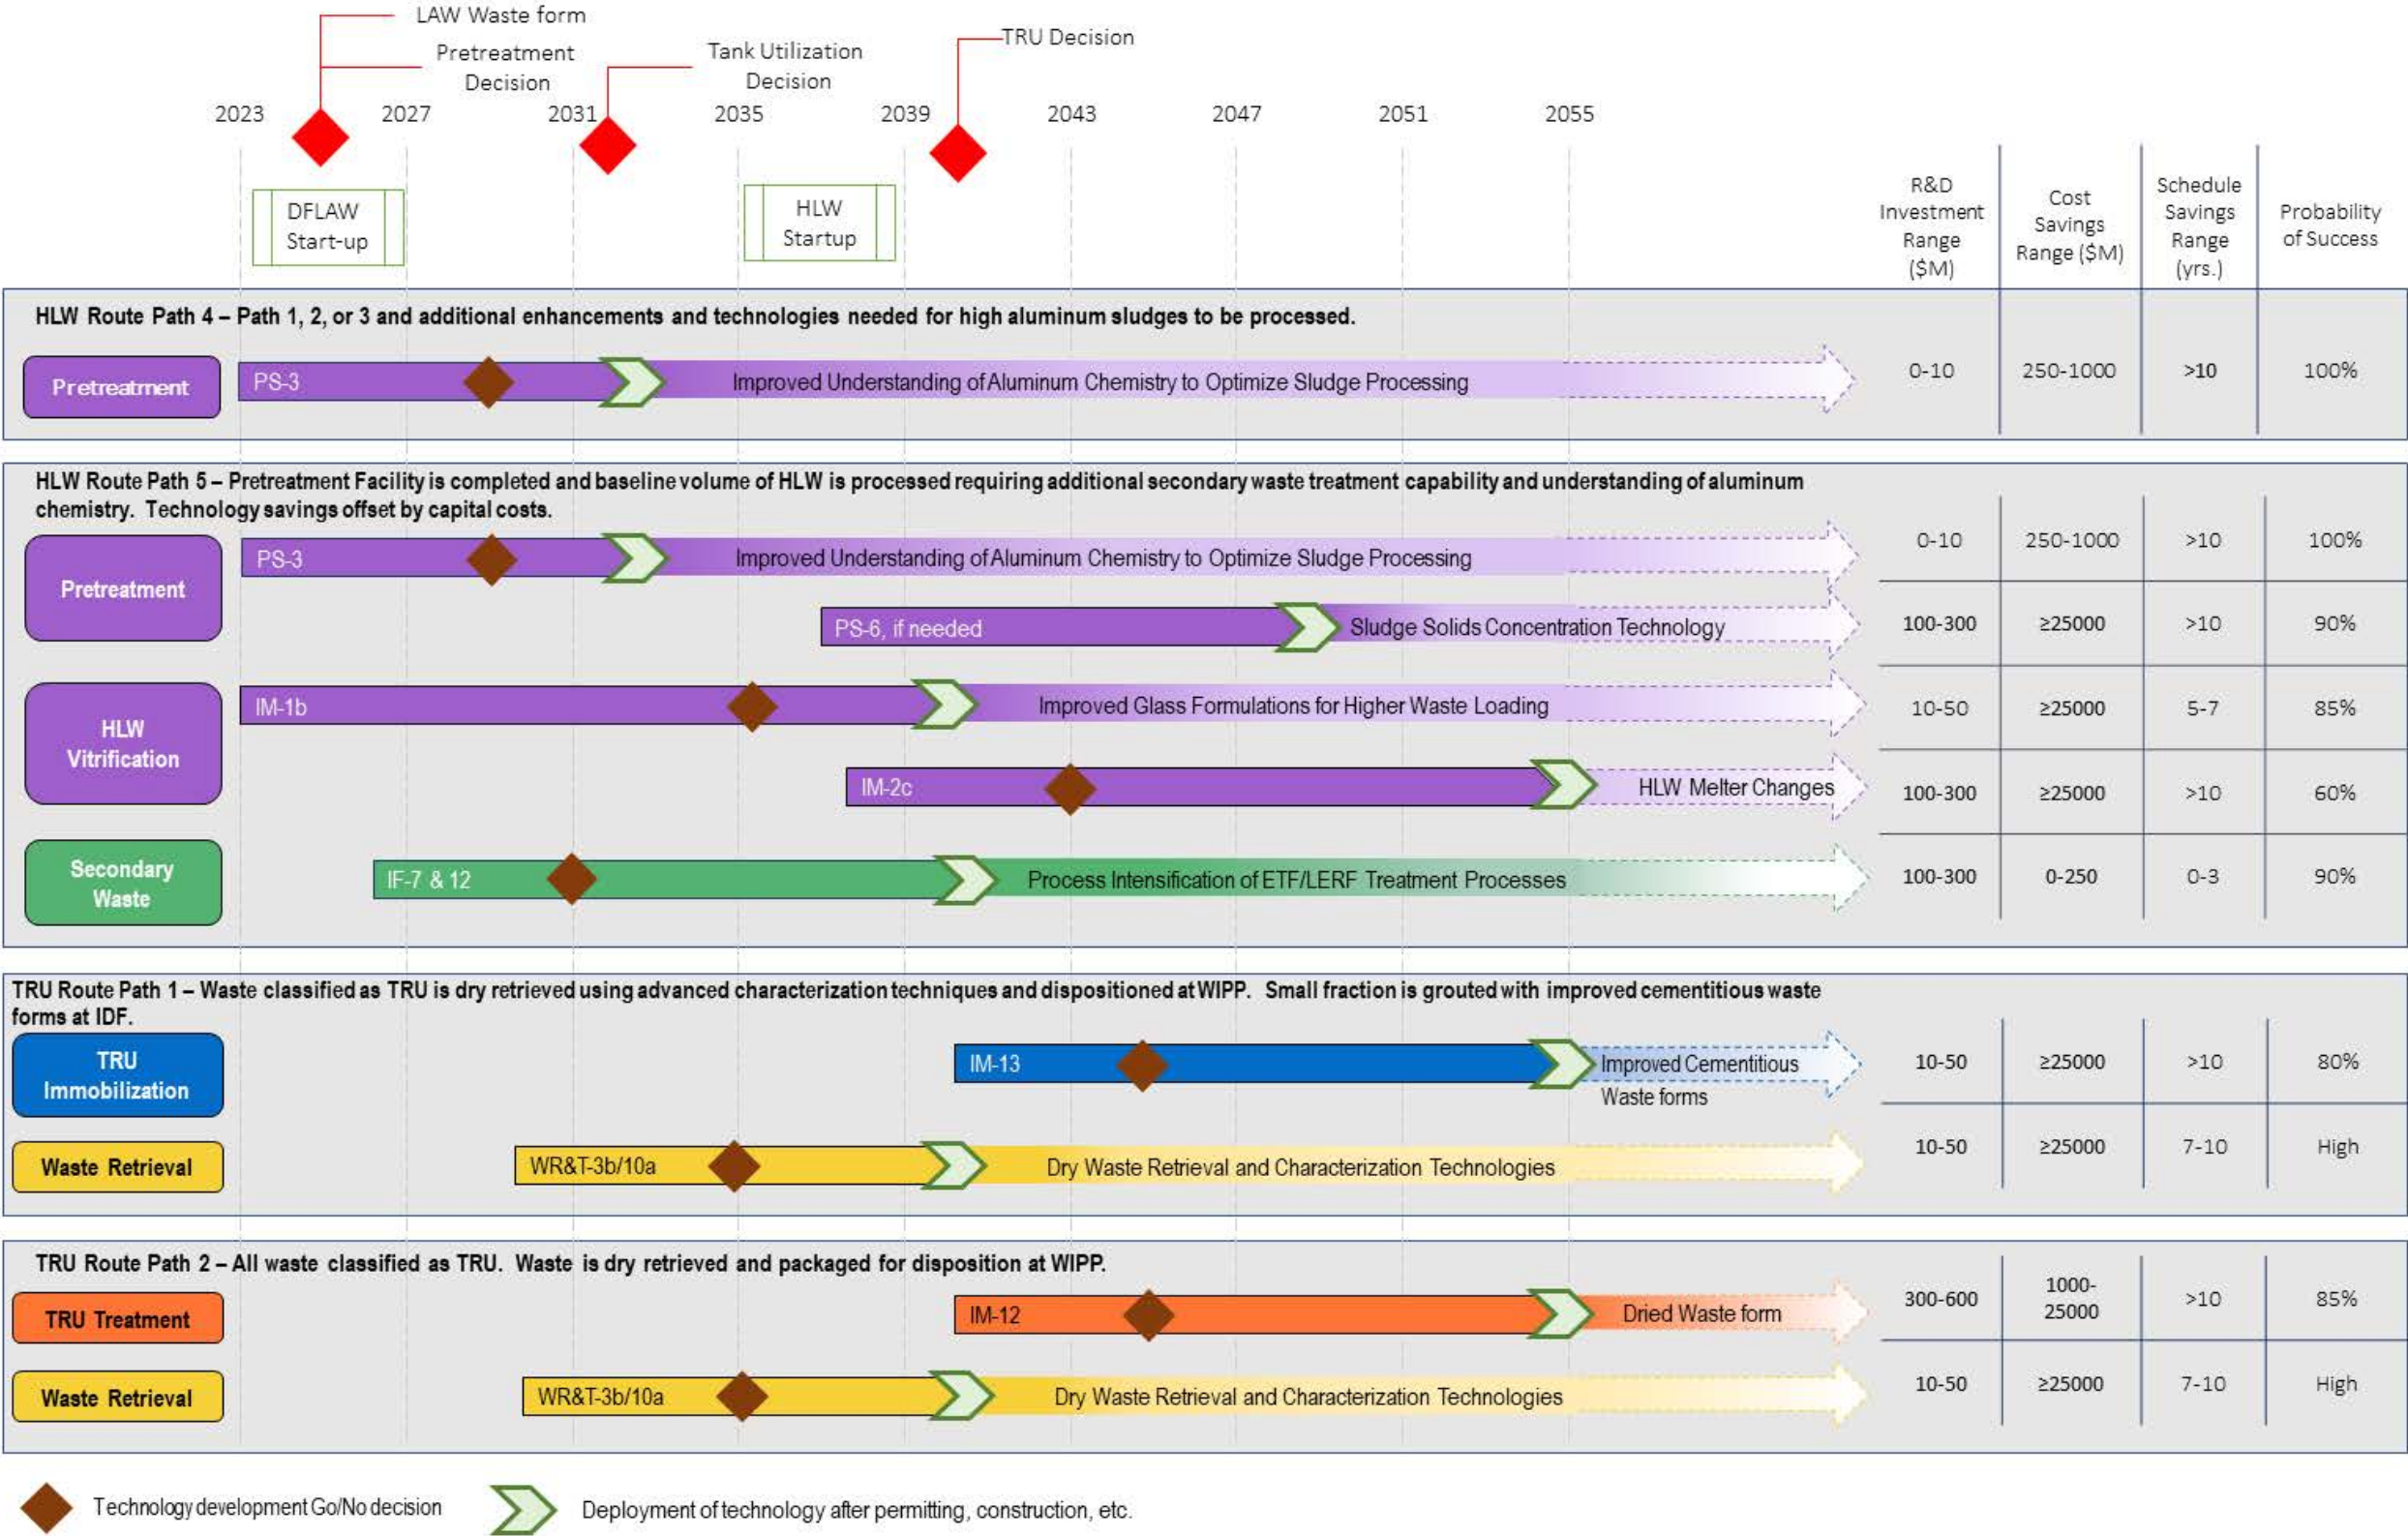 LAW Waste form
Pretreatment
Decision
Tank Utilization
Decision
TRU Decision
2023
2027
2031
2035
2039
2043
2047
2051
2055
DFLAW
Start-up
HLW
Startup
R&D
Investment
Range
($M)
Cost
Savings
Range ($M)
Schedule
Savings
Range
(yrs.)
Probability
of Success
HLW Route Path 4 – Path 1, 2, or 3 and additional enhancements and technologies needed for high aluminum sludges to be processed.
Pretreatment
PS-3
Improved Understanding of Aluminum Chemistry to Optimize Sludge Processing
0-10
250-1000
>10
100%
HLW Route Path 5 – Pretreatment Facility is completed and baseline volume of HLW is processed requiring additional secondary waste treatment capability and understanding of aluminum
chemistry. Technology savings offset by capital costs.
Pretreatment
PS-3
Improved Understanding of Aluminum Chemistry to Optimize Sludge Processing
0-10
250-1000
>10
100%
PS-6, if needed
Sludge Solids Concentration Technology
100-300
≥25000
>10
90%
HLW
Vitrification
IM-1b
Improved Glass Formulations for Higher Waste Loading
10-50
≥25000
5-7
85%
IM-2c
HLW Melter Changes
100-300
≥25000
>10
60%
Secondary
Waste
IF-7 & 12
Process Intensification of ETF/LERF Treatment Processes
100-300
0-250
0-3
90%
TRU Route Path 1 – Waste classified as TRU is dry retrieved using advanced characterization techniques and dispositioned at WIPP. Small fraction is grouted with improved cementitious waste
forms at IDF.
TRU
Immobilization
IM-13
Improved Cementitious
Waste forms
10-50
≥25000
>10
80%
Waste Retrieval
WR&T-3b/10a
Dry Waste Retrieval and Characterization Technologies
10-50
≥25000
7-10
High
TRU Route Path 2 – All waste classified as TRU. Waste is dry retrieved and packaged for disposition at WIPP.
TRU Treatment
IM-12
Dried Waste form
300-600
1000-
25000
>10
85%
Waste Retrieval
WR&T-3b/10a
Dry Waste Retrieval and Characterization Technologies
10-50
≥25000
7-10
High
Technology development Go/No decision
Deployment of technology after permitting, construction, etc.